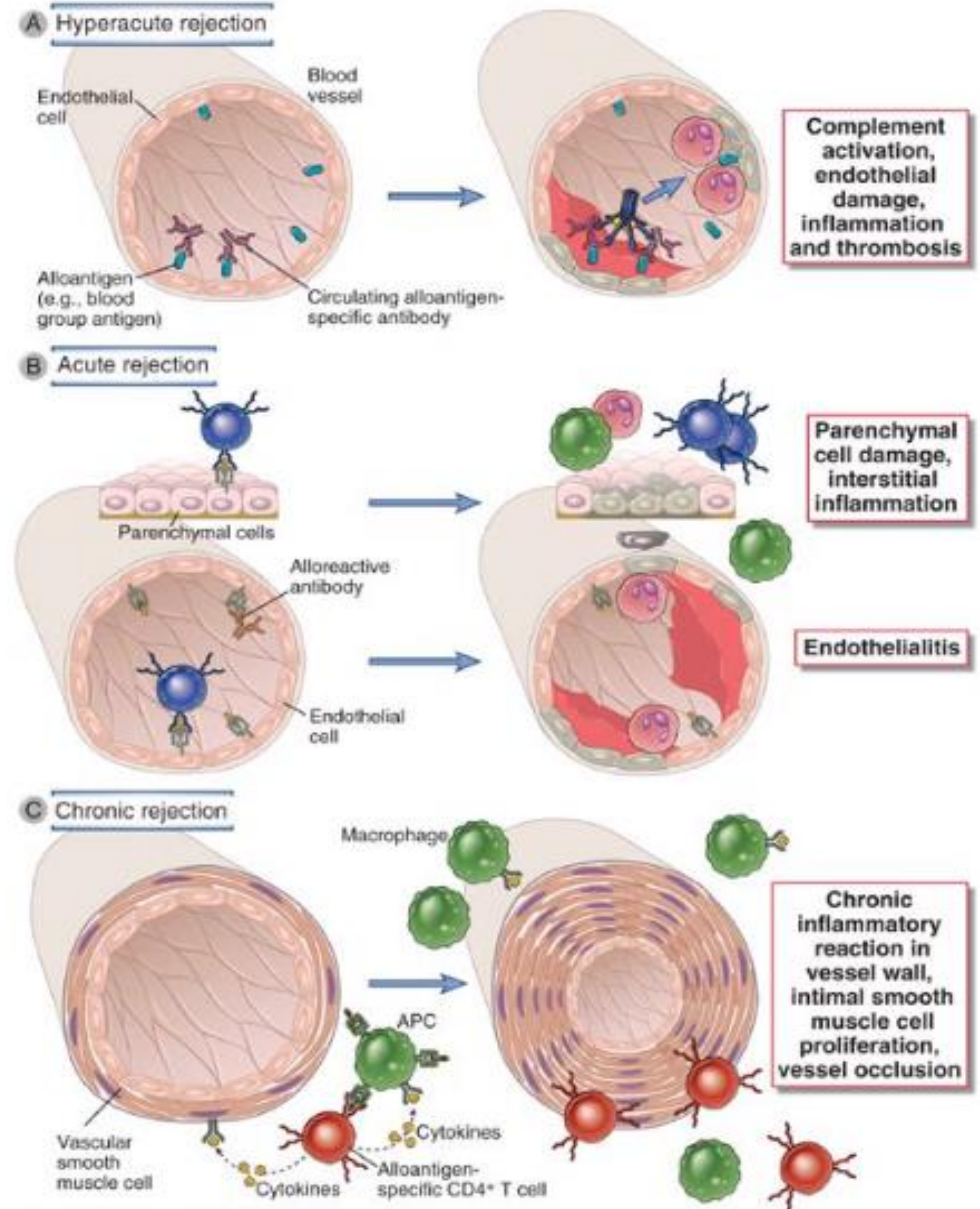 A Hyperacute rejection
Endothelial
cell
Blood
vessel
Alloantigen
(e.g., blood
group antigen)
Circulating alloantigen-
specific antibody
Complement
activation,
endothelial
damage,
inflammation
and thrombosis
B Acute rejection
Parenchymal cells
Alloreactive
antibody
Endothelial
cell
Parenchymal
cell damage,
interstitial
inflammation
Endothelialitis
C Chronic rejection
Macrophage
APC
Cytokines
Vascular
smooth
muscle cell
Cytokines
Alloantigen-
specific CD4⁺ T cell
Chronic
inflammatory
reaction in
vessel wall,
intimal smooth
muscle cell
proliferation,
vessel occlusion